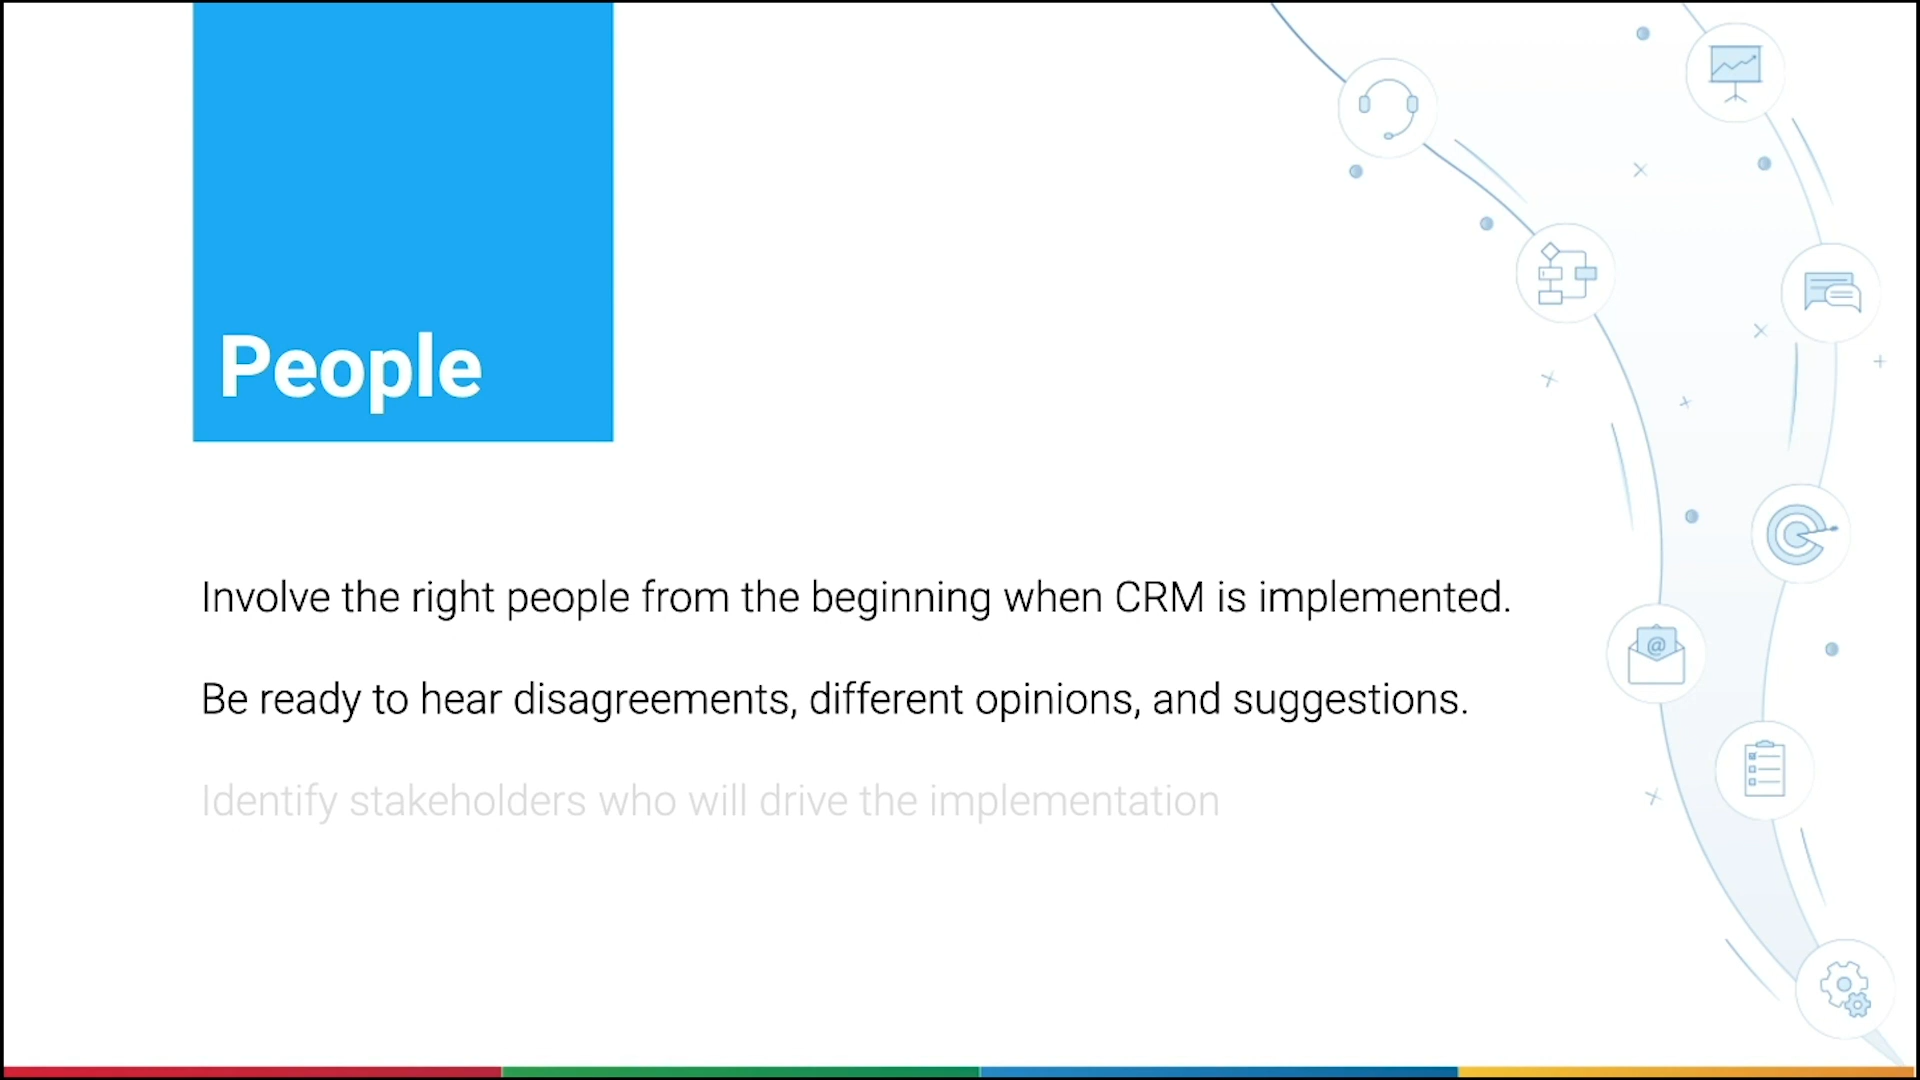 People
Involve the right people from the beginning when CRM is implemented.
Be ready to hear disagreements, different opinions, and suggestions.
Identify stakeholders who will drive the implementation
@